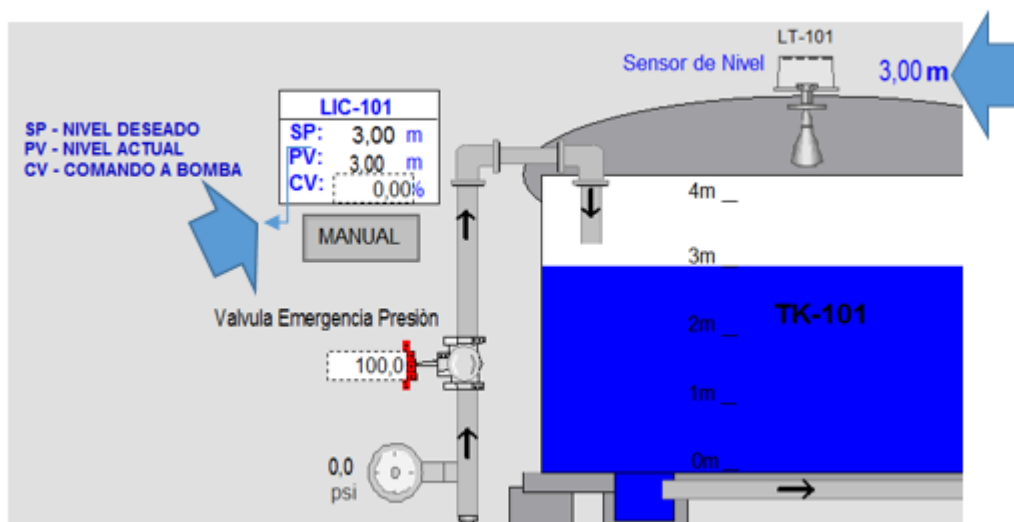 LT-101
Sensor de Nivel
3,00 m
LIC-101
SP: 3,00 m
PV: 3,00 m
CV: 0,00%
MANUAL
SP - NIVEL DESEADO
PV - NIVEL ACTUAL
CV - COMANDO A BOMBA
Valvula Emergencia Presiòn
100,0
0,0
psi
4m
3m
TK-101
2m
1m
0m